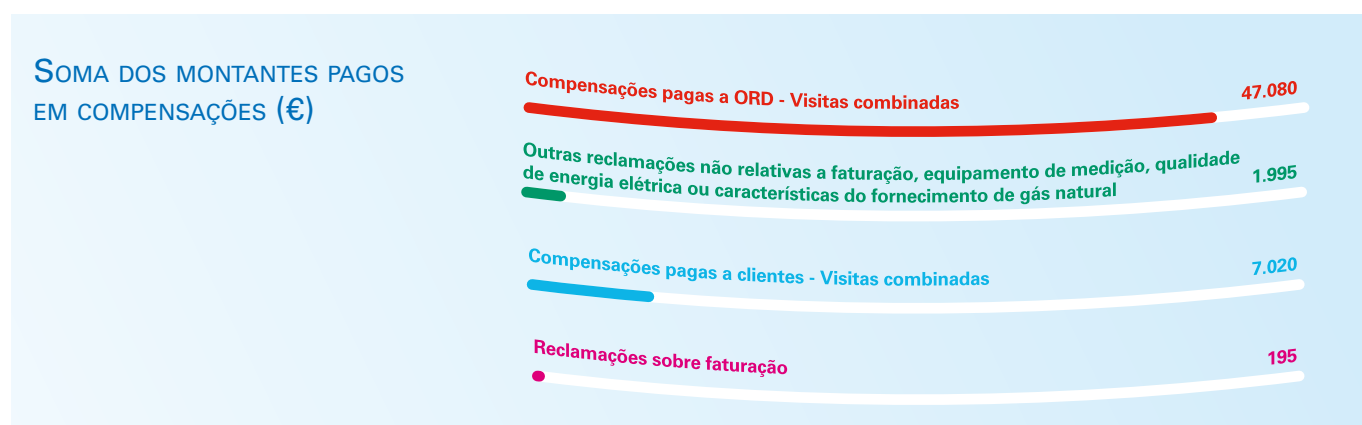 SOMA DOS MONTANTES PAGOS
EM COMPENSAÇÕES (€)
Compensações pagas a ORD - Visitas combinadas
47.080
Outras reclamações não relativas a faturação, equipamento de medição, qualidade
de energia elétrica ou características do fornecimento de gás natural
1.995
Compensações pagas a clientes - Visitas combinadas
7.020
Reclamações sobre faturação
195